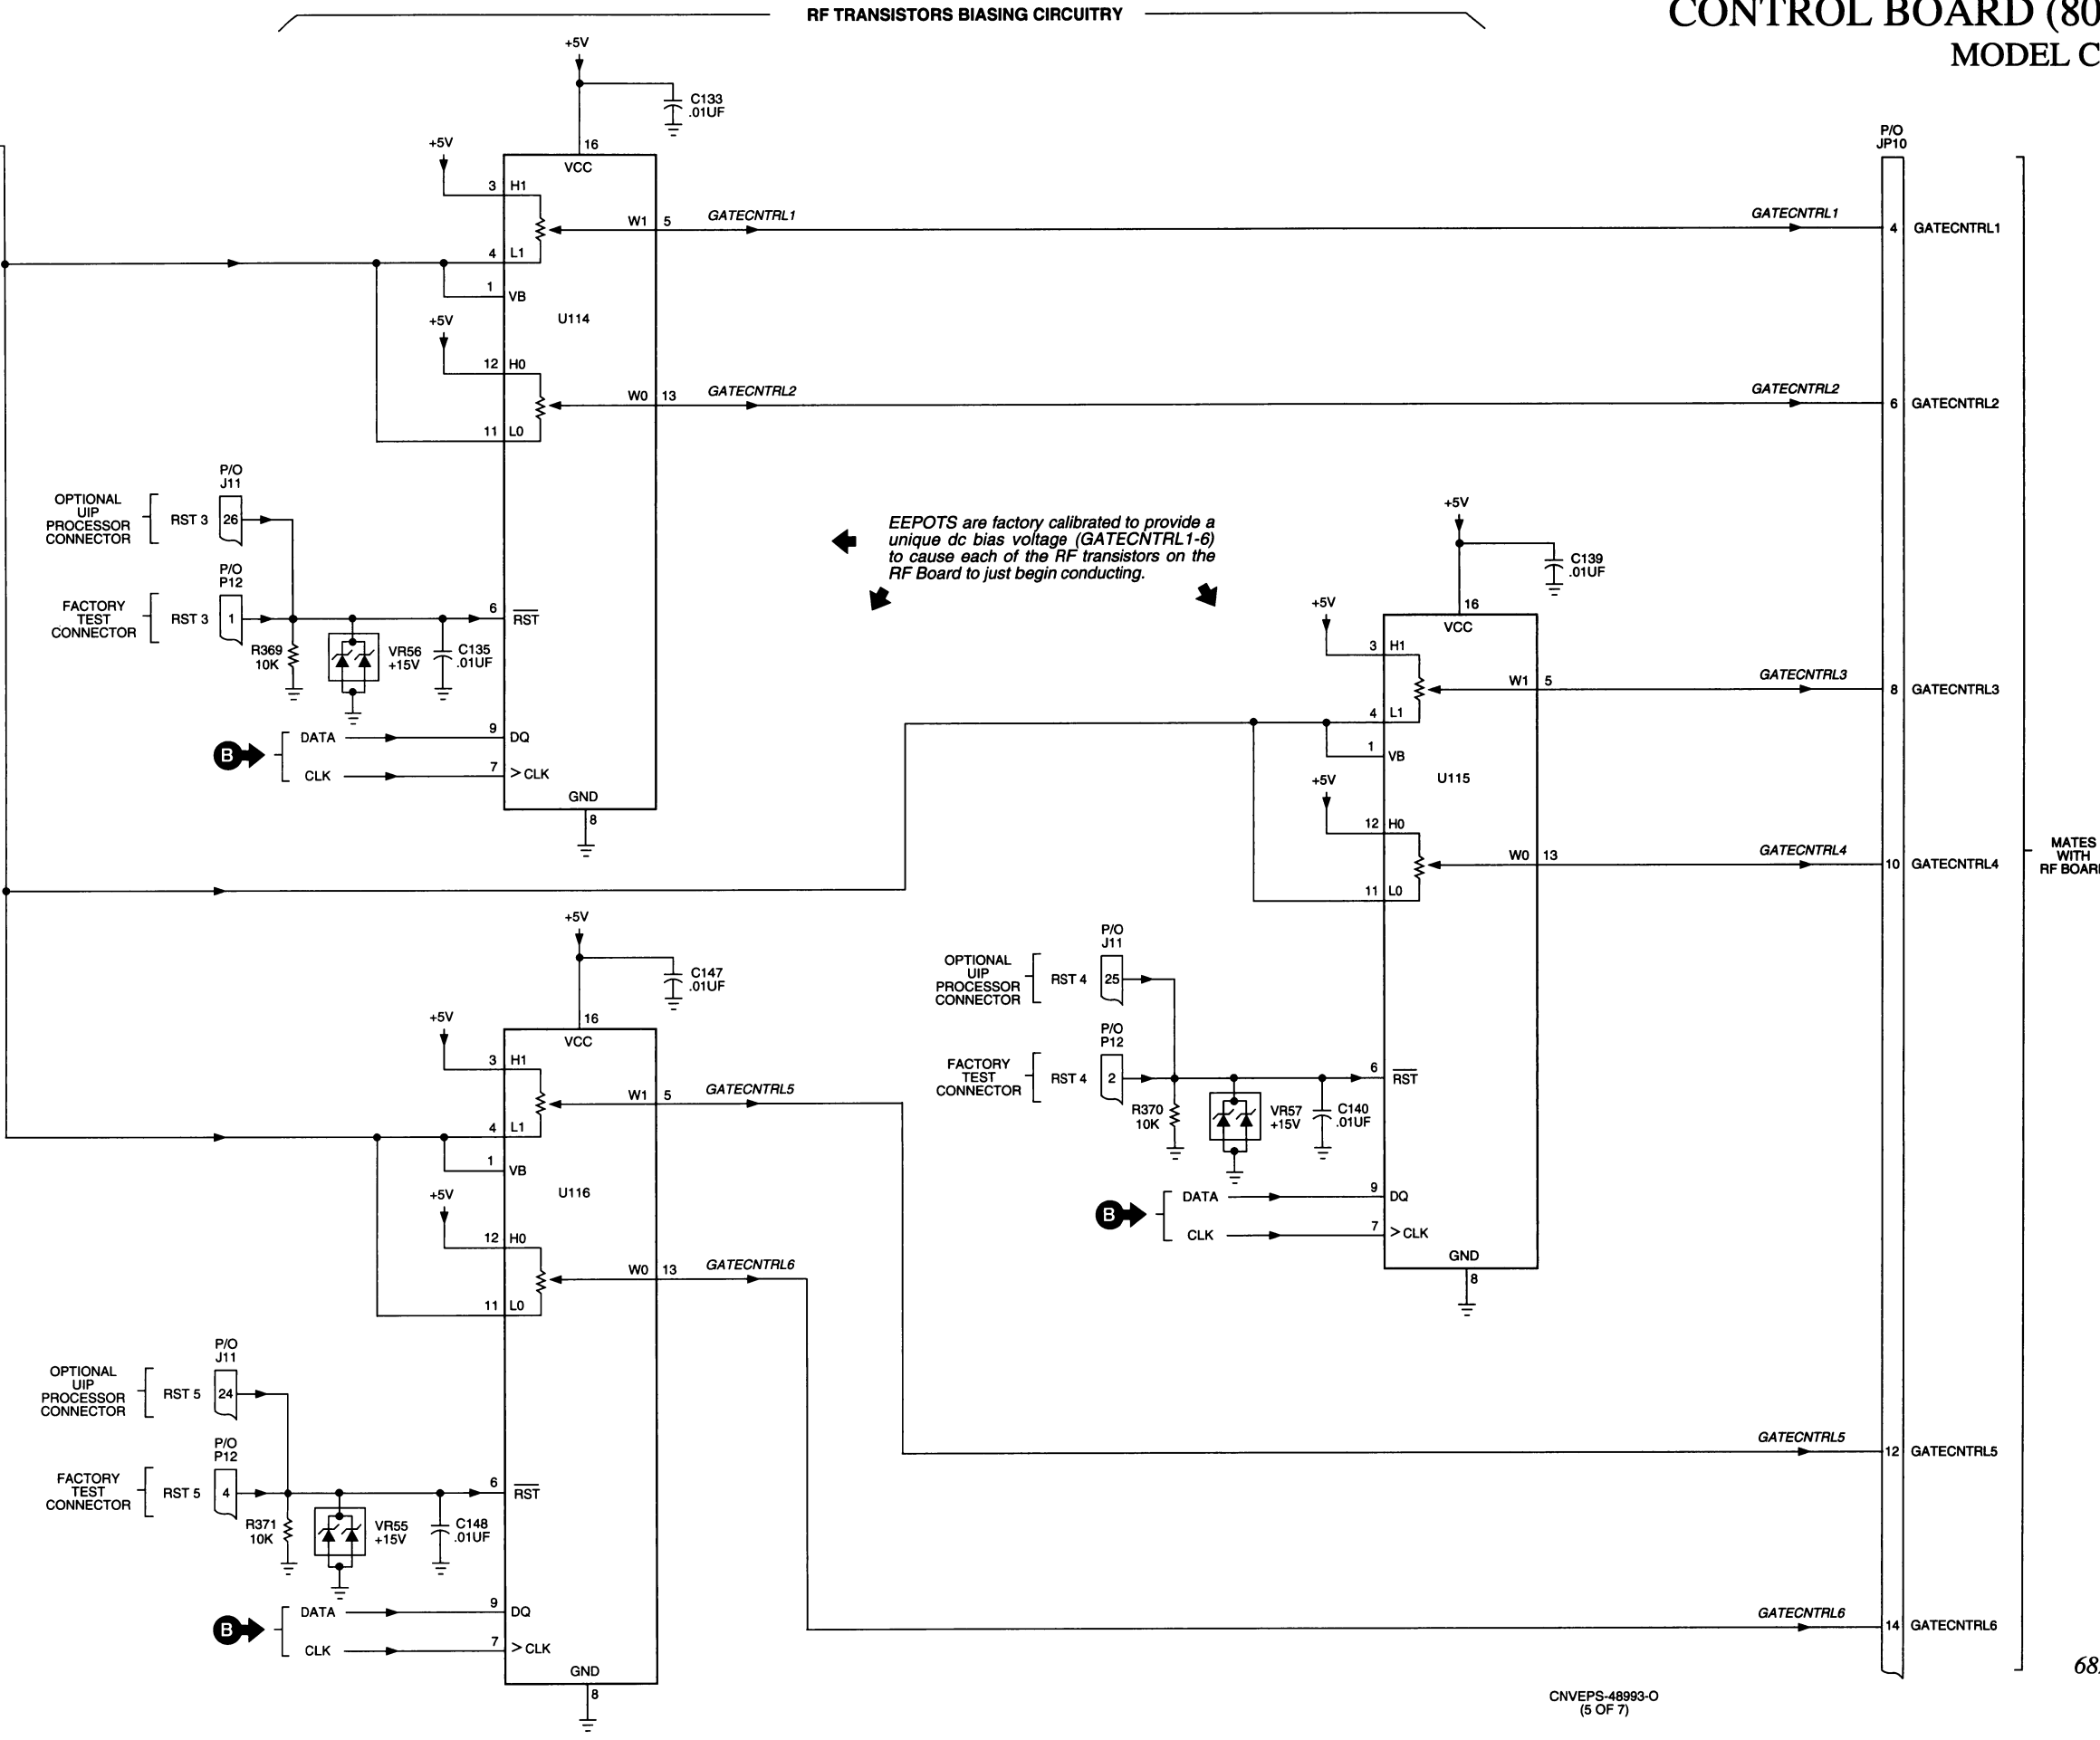 RF TRANSISTORS BIASING CIRCUITRY
CONTROL BOARD (80
MODEL C
+5V
C133
.01UF
16
VCC
+5V
3 H1
W1 5 GATECNTRL1
GATECNTRL1
4 L1
1 VB
U114
+5V
12 H0
W0 13 GATECNTRL2
GATECNTRL2
11 L0
P/O
J11
OPTIONAL
UIP
PROCESSOR
CONNECTOR
RST 3 26
P/O
P12
FACTORY
TEST
CONNECTOR
RST 3 1
6 RST
R369
10K
VR56
+15V
C135
.01UF
B
DATA 9 DQ
CLK 7 >CLK
GND
8
EEPOTS are factory calibrated to provide a
unique dc bias voltage (GATECNTRL1-6)
to cause each of the RF transistors on the
RF Board to just begin conducting.
+5V
C139
.01UF
16
VCC
+5V
3 H1
W1 5
GATECNTRL3
4 L1
1 VB
U115
+5V
12 H0
W0 13
GATECNTRL4
11 L0
P/O
J11
OPTIONAL
UIP
PROCESSOR
CONNECTOR
RST 4 25
P/O
P12
FACTORY
TEST
CONNECTOR
RST 4 2
6 RST
R370
10K
VR57
+15V
C140
.01UF
B
DATA 9 DQ
CLK 7 >CLK
GND
8
+5V
C147
.01UF
16
VCC
+5V
3 H1
W1 5 GATECNTRL5
GATECNTRL5
4 L1
1 VB
U116
+5V
12 H0
W0 13 GATECNTRL6
GATECNTRL6
11 L0
P/O
J11
OPTIONAL
UIP
PROCESSOR
CONNECTOR
RST 5 24
P/O
P12
FACTORY
TEST
CONNECTOR
RST 5 4
6 RST
R371
10K
VR55
+15V
C148
.01UF
B
DATA 9 DQ
CLK 7 >CLK
GND
8
P/O
JP10
4 GATECNTRL1
6 GATECNTRL2
8 GATECNTRL3
10 GATECNTRL4
12 GATECNTRL5
14 GATECNTRL6
MATES
WITH
RF BOAR
68
CNVEPS-48993-O
(5 OF 7)